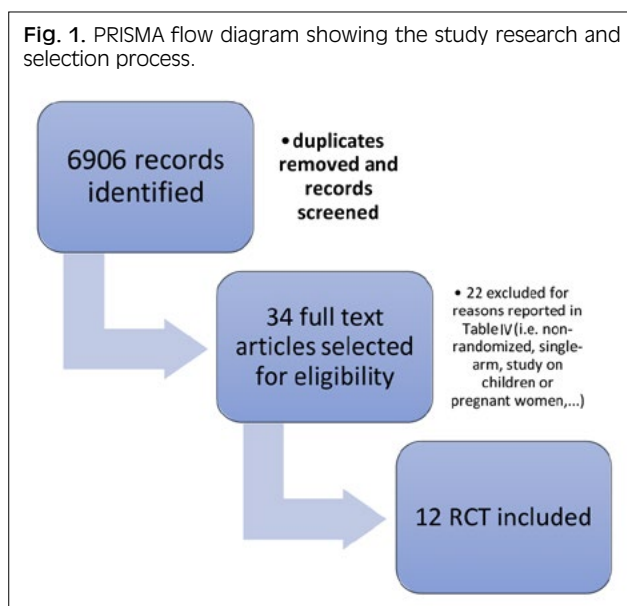 Fig. 1. PRISMA flow diagram showing the study research and
selection process.
6906 records
identified
• duplicates
removed and
records
screened
34 full text
articles selected
for eligibility
• 22 excluded for
reasons reported in
Table IV (i.e. non-
randomized, single-
arm, study on
children or
pregnant women,...)
12 RCT included